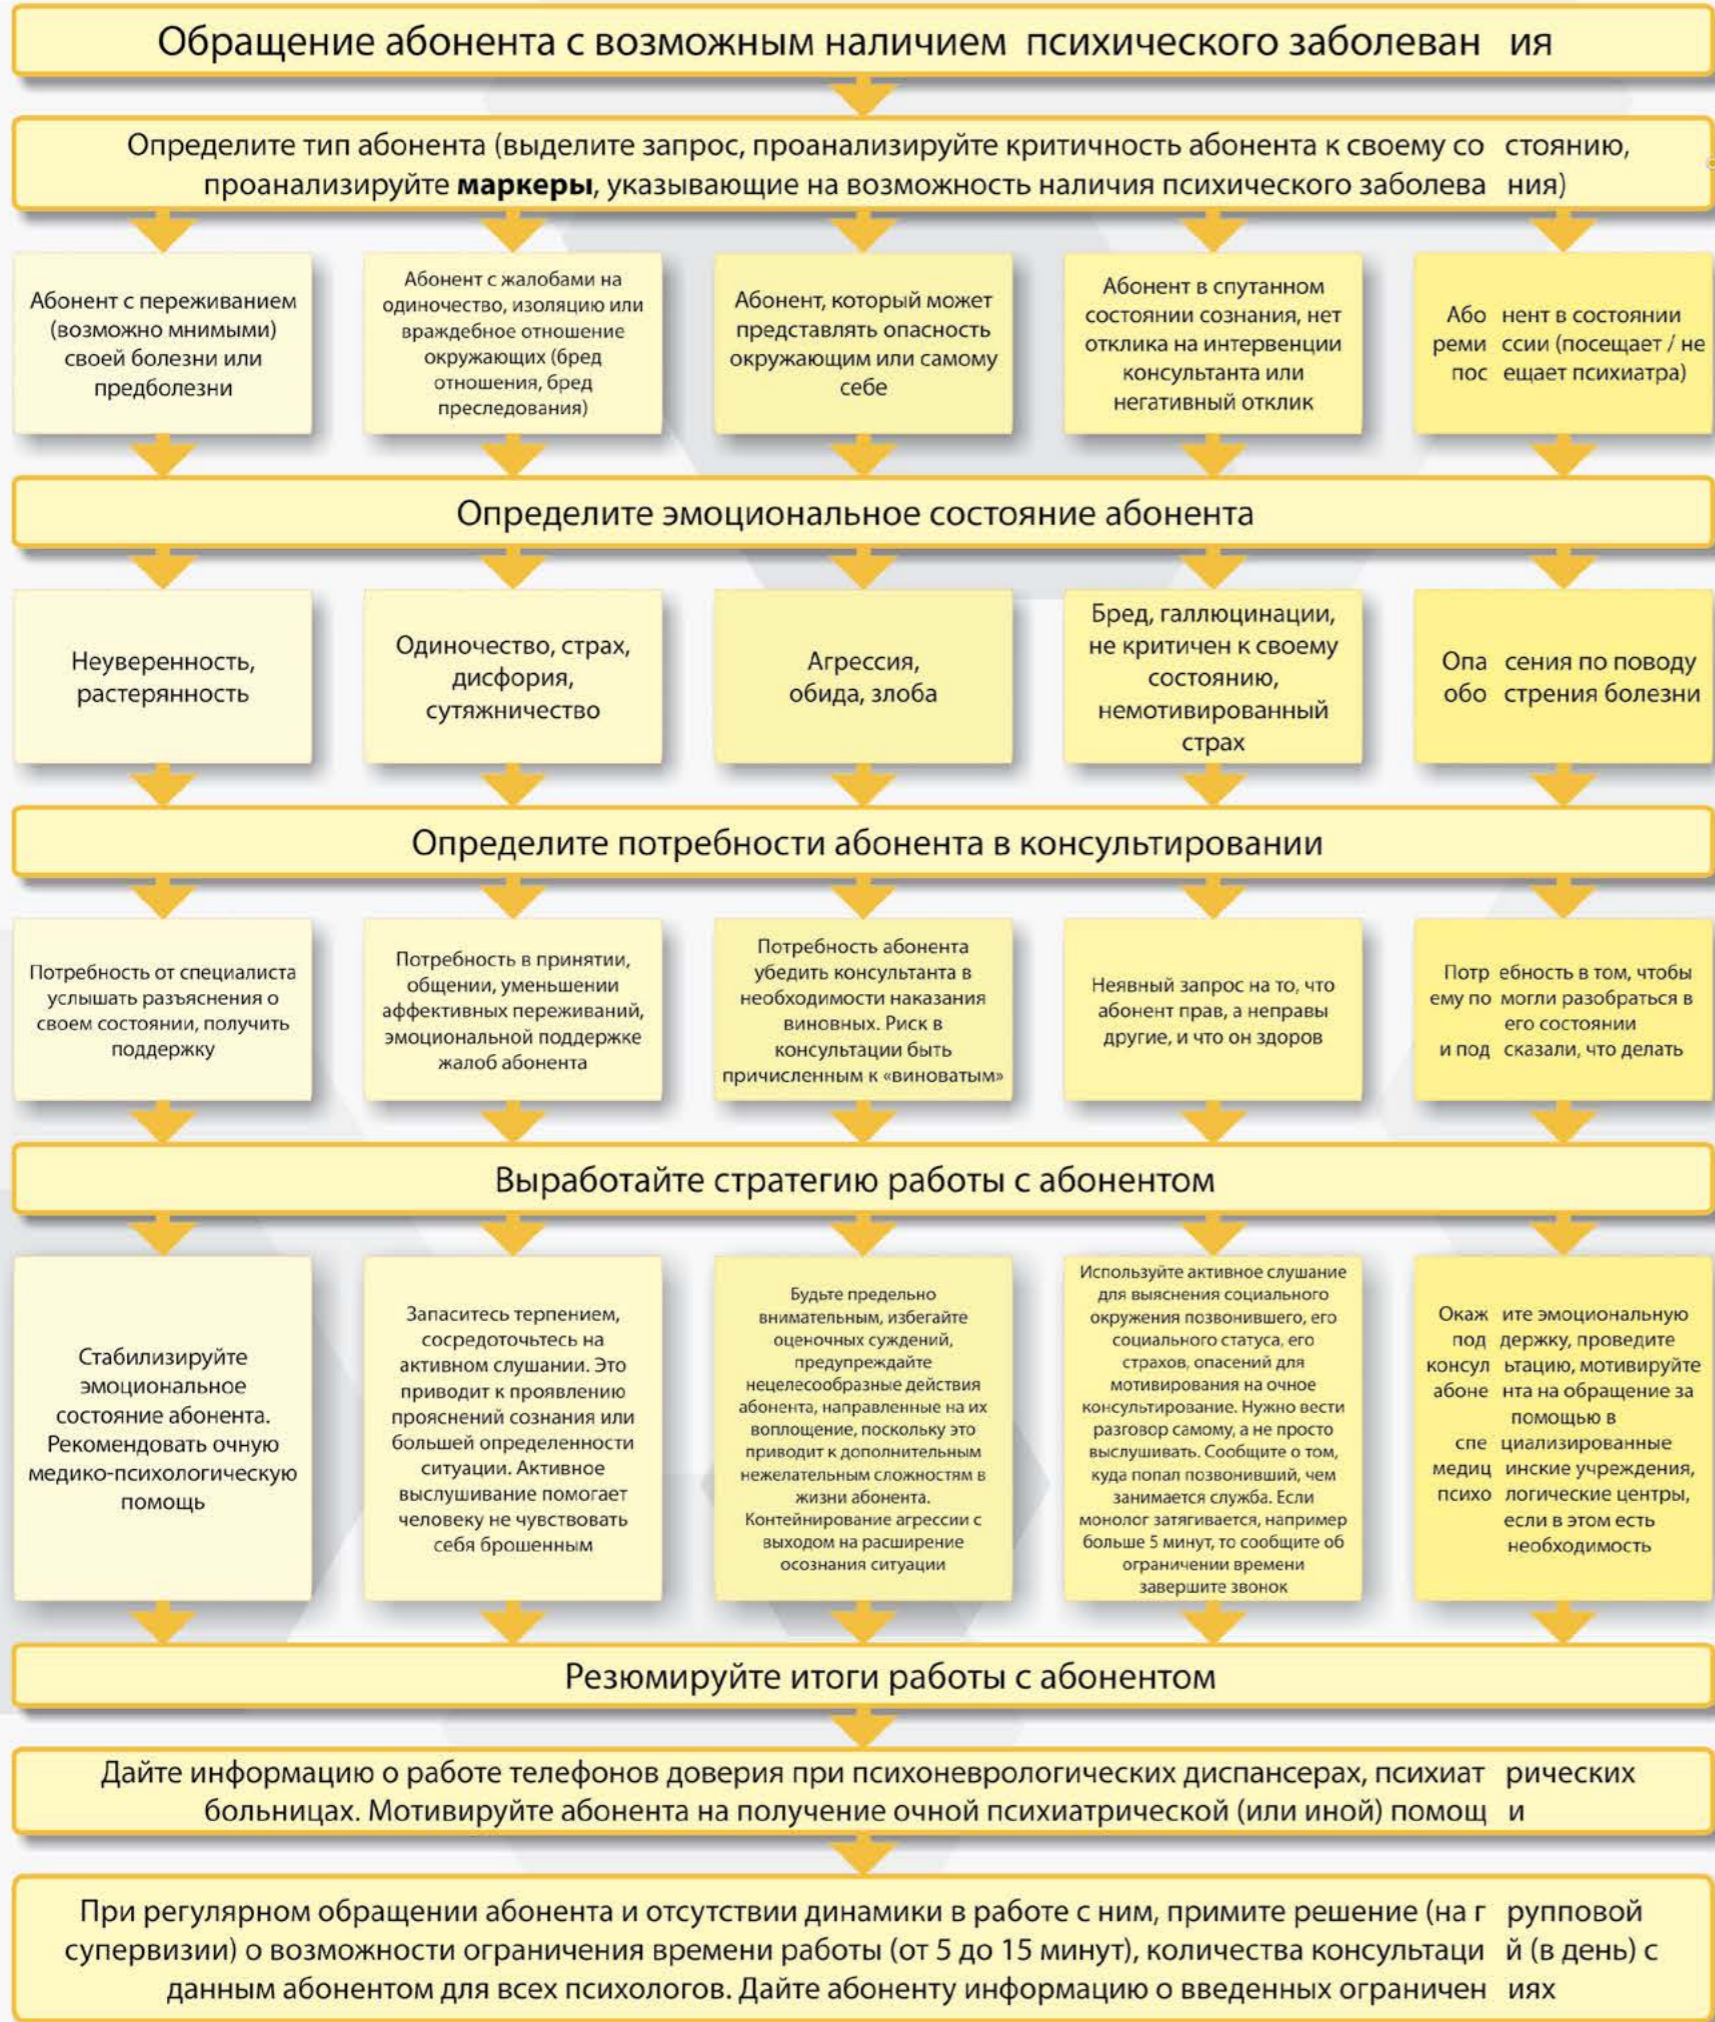 Обращение абонента с возможным наличием психического заболеван ия
Определите тип абонента (выделите запрос, проанализируйте критичность абонента к своему со стоянию,
проанализируйте маркеры, указывающие на возможность наличия психического заболева ния)
Абонент с переживанием
(возможно мнимыми)
своей болезни или
предболезни
Абонент с жалобами на
одиночество, изоляцию или
враждебное отношение
окружающих (бред
отношения, бред
преследования)
Абонент, который может
представлять опасность
окружающим или самому
себе
Абонент в спутанном
состоянии сознания, нет
отклика на интервенции
консультанта или
негативный отклик
Або нент в состоянии
реми ссии (посещает / не
пос ещает психиатра)
Определите эмоциональное состояние абонента
Неуверенность,
растерянность
Одиночество, страх,
дисфория,
сутяжничество
Агрессия,
обида, злоба
Бред, галлюцинации,
не критичен к своему
состоянию,
немотивированный
страх
Опа сения по поводу
обо стрения болезни
Определите потребности абонента в консультировании
Потребность от специалиста
услышать разъяснения о
своем состоянии, получить
поддержку
Потребность в принятии,
общении, уменьшении
аффективных переживаний,
эмоциональной поддержке
жалоб абонента
Потребность абонента
убедить консультанта в
необходимости наказания
виновных. Риск в
консультации быть
причисленным к «виноватым»
Неявный запрос на то, что
абонент прав, а неправы
другие, и что он здоров
Потр ебность в том, чтобы
ему по могли разобраться в
его состоянии
и под сказали, что делать
Выработайте стратегию работы с абонентом
Стабилизируйте
эмоциональное
состояние абонента.
Рекомендовать очную
медико-психологическую
помощь
Запаситесь терпением,
сосредоточьтесь на
активном слушании. Это
приводит к проявлению
прояснений сознания или
большей определенности
ситуации. Активное
выслушивание помогает
человеку не чувствовать
себя брошенным
Будьте предельно
внимательным, избегайте
оценочных суждений,
предупреждайте
нецелесообразные действия
абонента, направленные на их
воплощение, поскольку это
приводит к дополнительным
нежелательным сложностям в
жизни абонента.
Контейнирование агрессии с
выходом на расширение
осознания ситуации
Используйте активное слушание
для выяснения социального
окружения позвонившего, его
социального статуса, его
страхов, опасений для
мотивирования на очное
консультирование. Нужно вести
разговор самому, а не просто
выслушивать. Сообщите о том,
куда попал позвонивший, чем
занимается служба. Если
монолог затягивается, например
больше 5 минут, то сообщите об
ограничении времени
завершите звонок
Окаж ите эмоциональную
под держку, проведите
консул ьтацию, мотивируйте
абоне нта на обращение за
помощью в
спе циализированные
медиц инские учреждения,
психо логические центры,
если в этом есть
необходимость
Резюмируйте итоги работы с абонентом
Дайте информацию о работе телефонов доверия при психоневрологических диспансерах, психиат рических
больницах. Мотивируйте абонента на получение очной психиатрической (или иной) помощ и
При регулярном обращении абонента и отсутствии динамики в работе с ним, примите решение (на г рупповой
супервизии) о возможности ограничения времени работы (от 5 до 15 минут), количества консультаци й (в день) с
данным абонентом для всех психологов. Дайте абоненту информацию о введенных ограничен иях